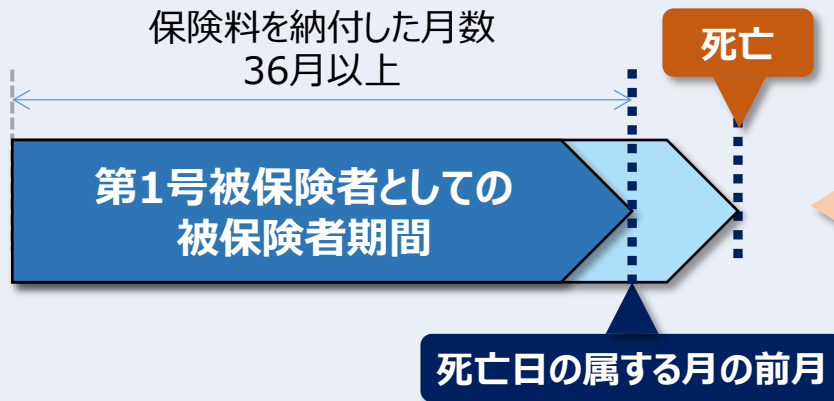 保険料を納付した月数
36月以上
死亡
第1号被保険者としての
被保険者期間
死亡日の属する月の前月